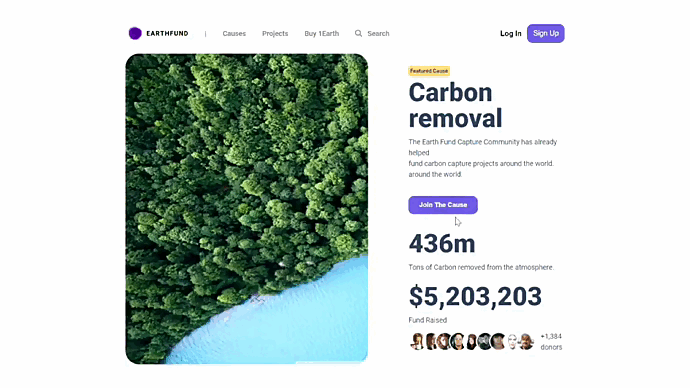 EARTHFUND | Causes Projects Buy 1Earth Search Log In Sign Up
Featured Cause
Carbon
removal
The Earth Fund Capture Community has already
helped
fund carbon capture projects around the world.
around the world.
Join The Cause
436m
Tons of Carbon removed from the atmosphere.
$5,203,203
Fund Raised
+1,384
donors